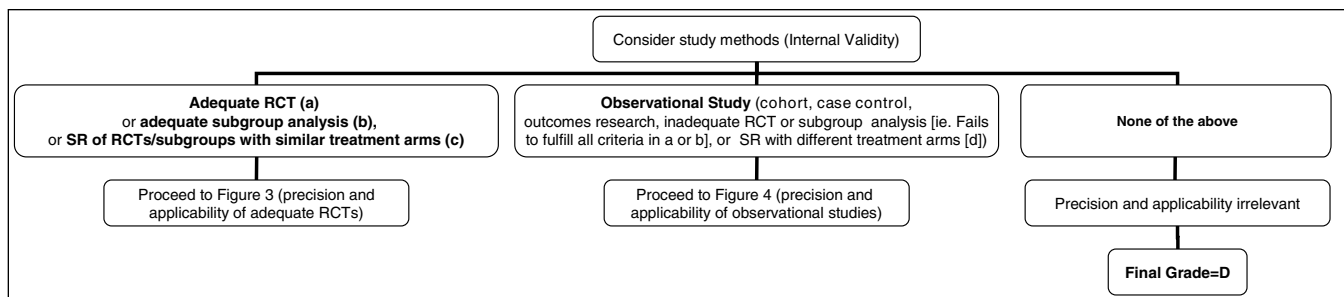 Consider study methods (Internal Validity)
Adequate RCT (a)
or adequate subgroup analysis (b),
or SR of RCTs/subgroups with similar treatment arms (c)
Observational Study (cohort, case control,
outcomes research, inadequate RCT or subgroup analysis [ie. Fails
to fulfill all criteria in a or b], or SR with different treatment arms [d])
None of the above
Proceed to Figure 3 (precision and
applicability of adequate RCTs)
Proceed to Figure 4 (precision and
applicability of observational studies)
Precision and applicability irrelevant
Final Grade=D